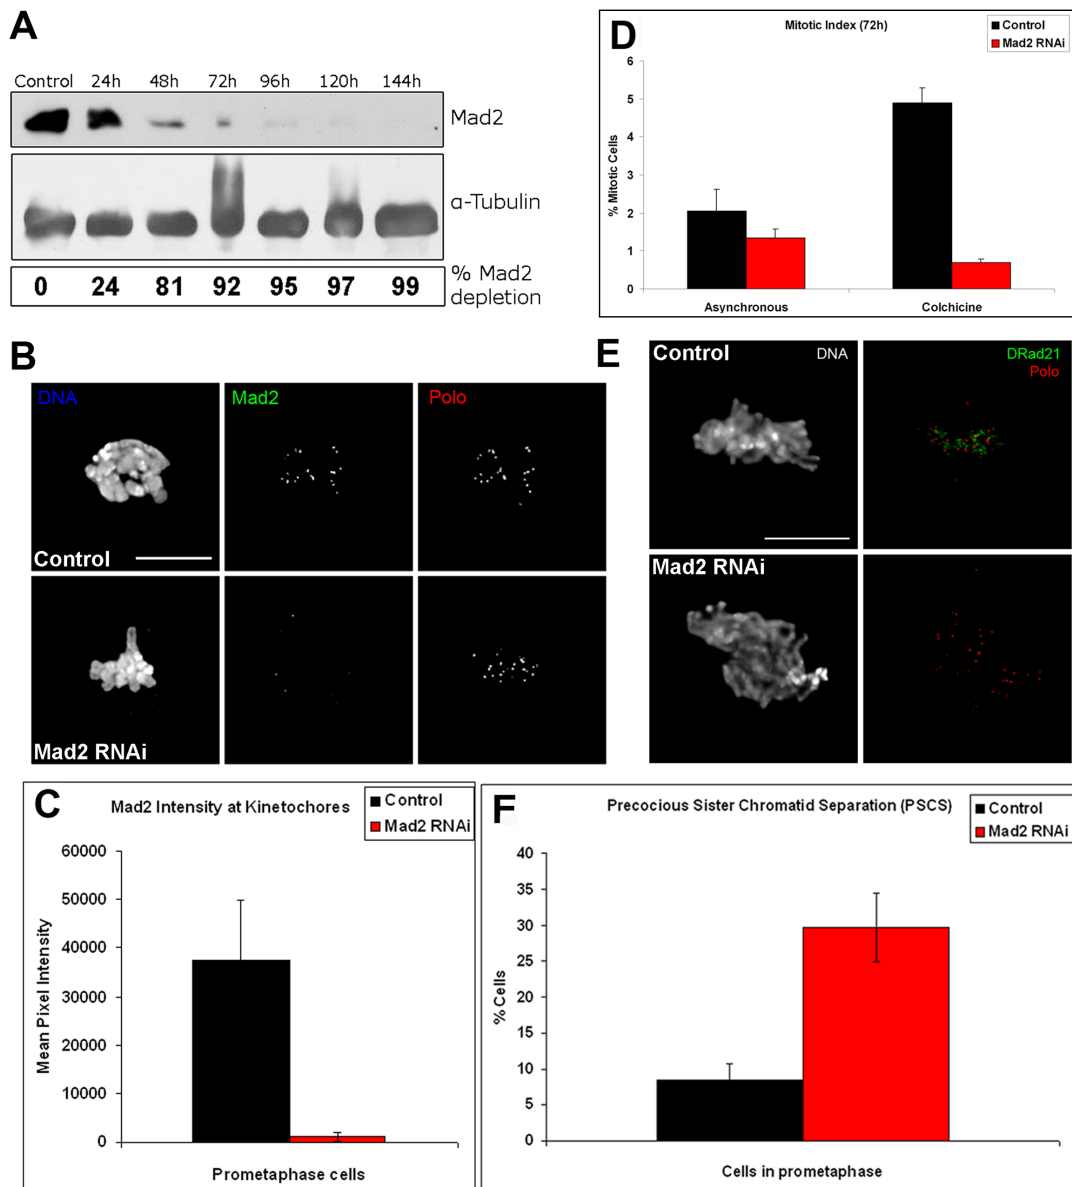 A
Control 24h 48h 72h 96h 120h 144h
Mad2
α-Tubulin
0 24 81 92 95 97 99
% Mad2
depletion
D
Mitotic Index (72h)
Control
Mad2 RNAi
6
5
4
3
2
1
0
% Mitotic Cells
Asynchronous
Colchicine
B
DNA
Mad2
Polo
Control
Mad2 RNAi
E
Control
DNA
DRad21
Polo
Mad2 RNAi
C
Mad2 Intensity at Kinetochores
Control
Mad2 RNAi
60000
50000
40000
30000
20000
10000
0
Mean Pixel Intensity
Prometaphase cells
F
Precocious Sister Chromatid Separation (PSCS)
Control
Mad2 RNAi
40
35
30
25
20
15
10
5
0
% Cells
Cells in prometaphase